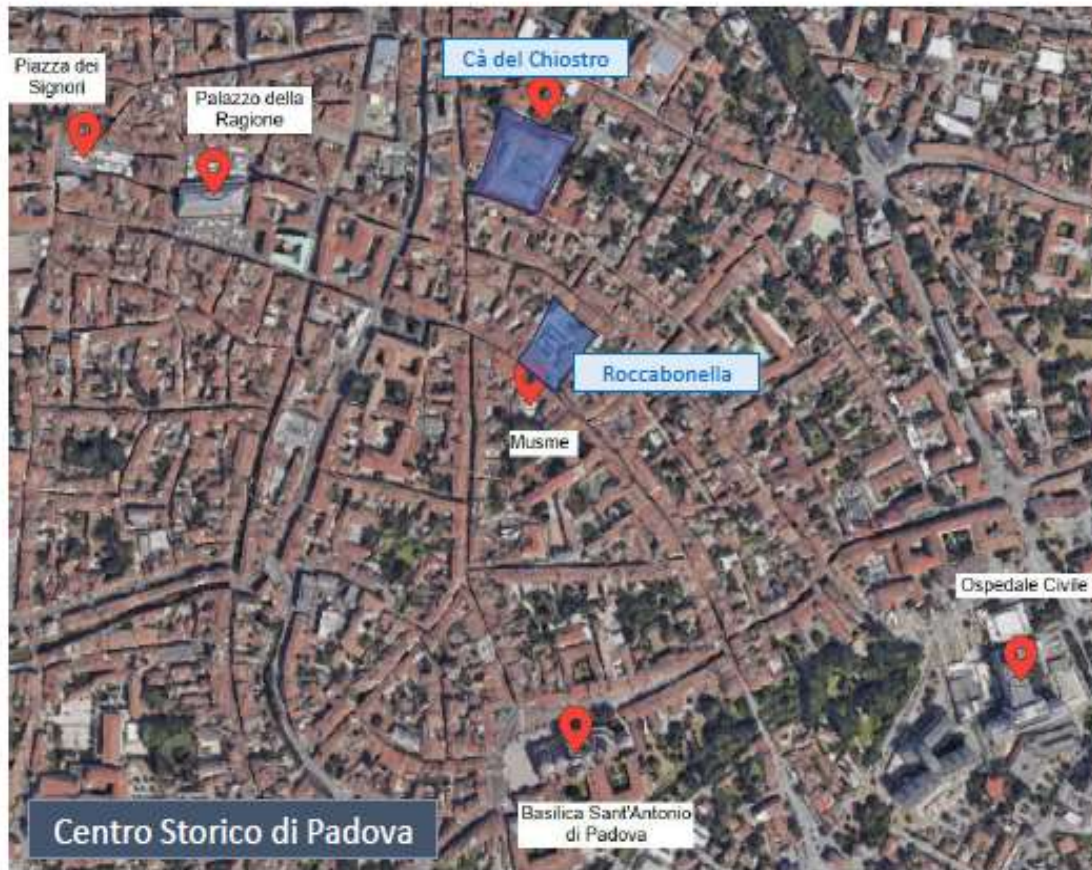 Piazza dei
Signori
Palazzo della
Ragione
Cà del Chiostro
Roccabonella
Musme
Ospedale Civile
Basilica Sant'Antonio
di Padova
Centro Storico di Padova